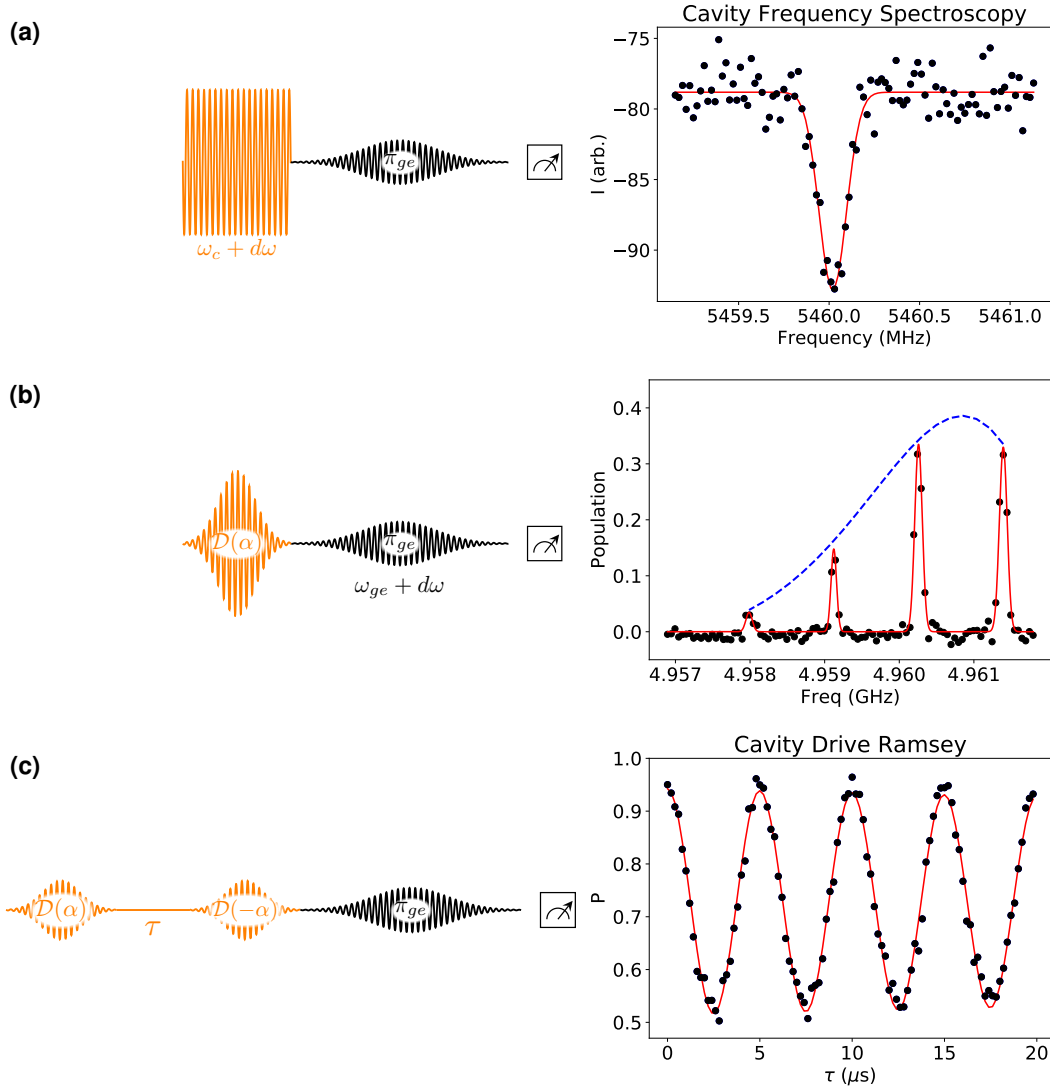 (a)
ω_c + dω
π_ge
Cavity Frequency Spectroscopy
I (arb.)
−75
−80
−85
−90
5459.5 5460.0 5460.5 5461.0
Frequency (MHz)
(b)
D(α)
π_ge
ω_ge + dω
Population
0.4
0.3
0.2
0.1
0.0
4.957 4.958 4.959 4.960 4.961
Freq (GHz)
(c)
D(α)
τ
D(−α)
π_ge
Cavity Drive Ramsey
P
1.0
0.9
0.8
0.7
0.6
0.5
0 5 10 15 20
τ (μs)